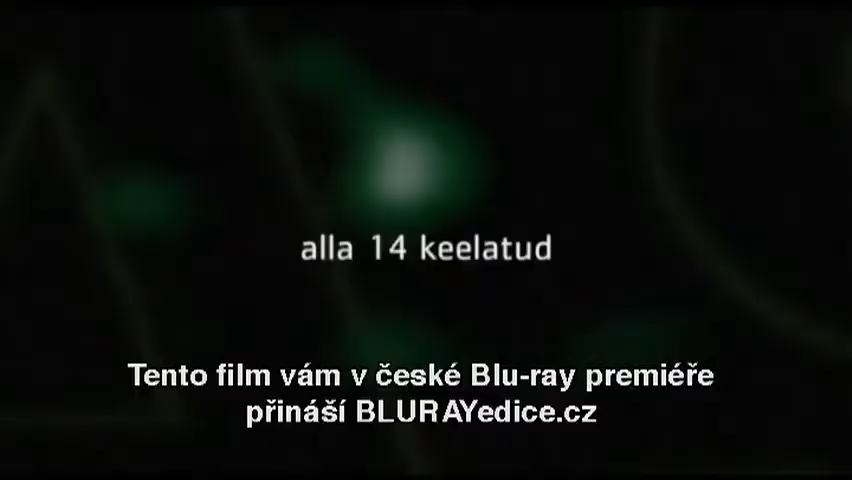 alla 14 keelatud
Tento film vám v české Blu-ray premiéře
přináší BLURAYedice.cz